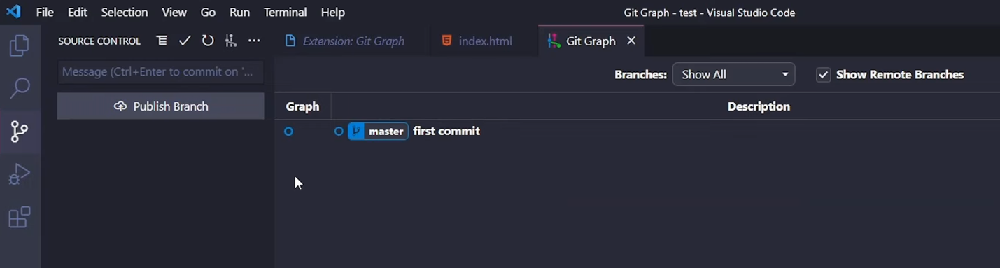 File Edit Selection View Go Run Terminal Help Git Graph - test - Visual Studio Code
SOURCE CONTROL Extension: Git Graph index.html Git Graph
Message (Ctrl+Enter to commit on '... Branches: Show All Show Remote Branches
Publish Branch Graph Description
master first commit